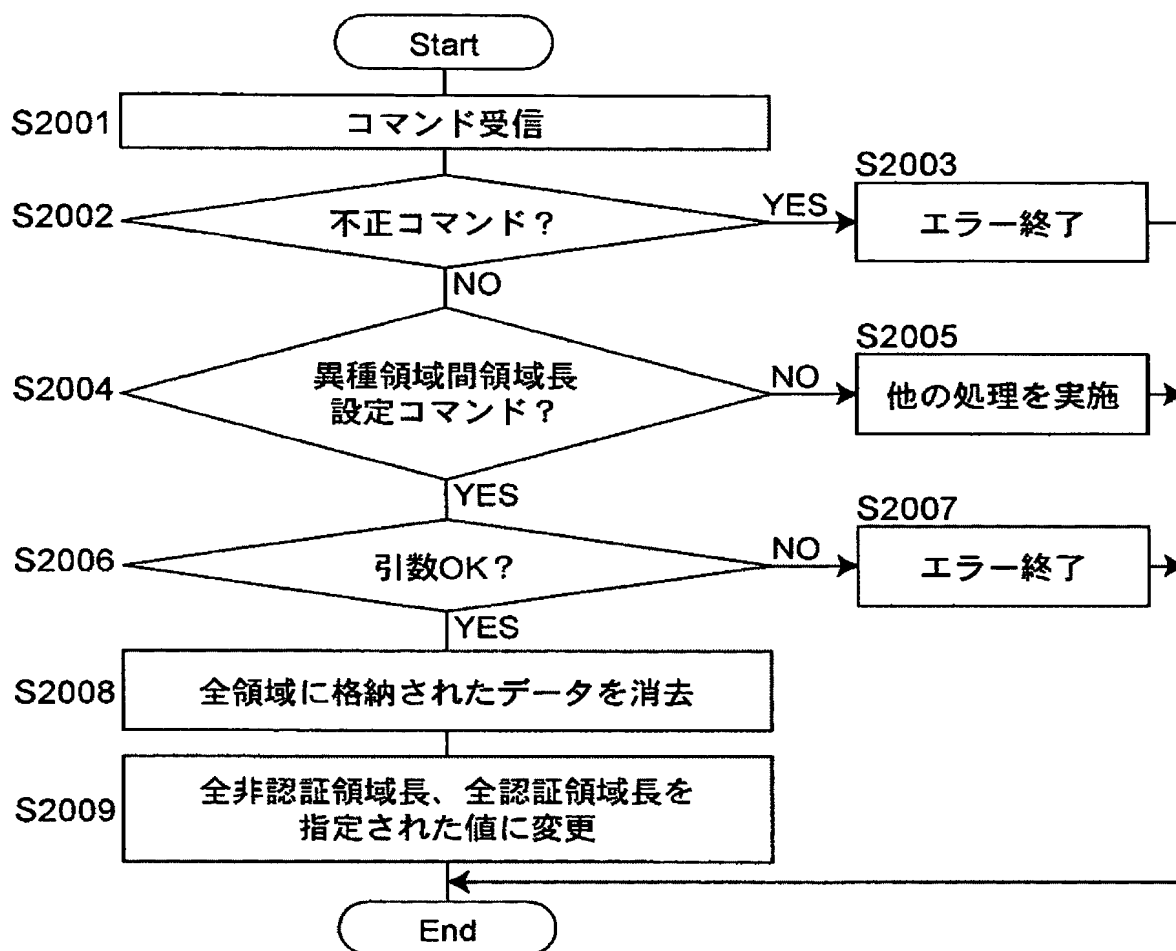 Start
S2001
コマンド受信
S2002
不正コマンド？
YES
S2003
エラー終了
NO
S2004
異種領域間領域長
設定コマンド？
NO
S2005
他の処理を実施
YES
S2006
引数OK？
NO
S2007
エラー終了
YES
S2008
全領域に格納されたデータを消去
S2009
全非認証領域長、全認証領域長を
指定された値に変更
End